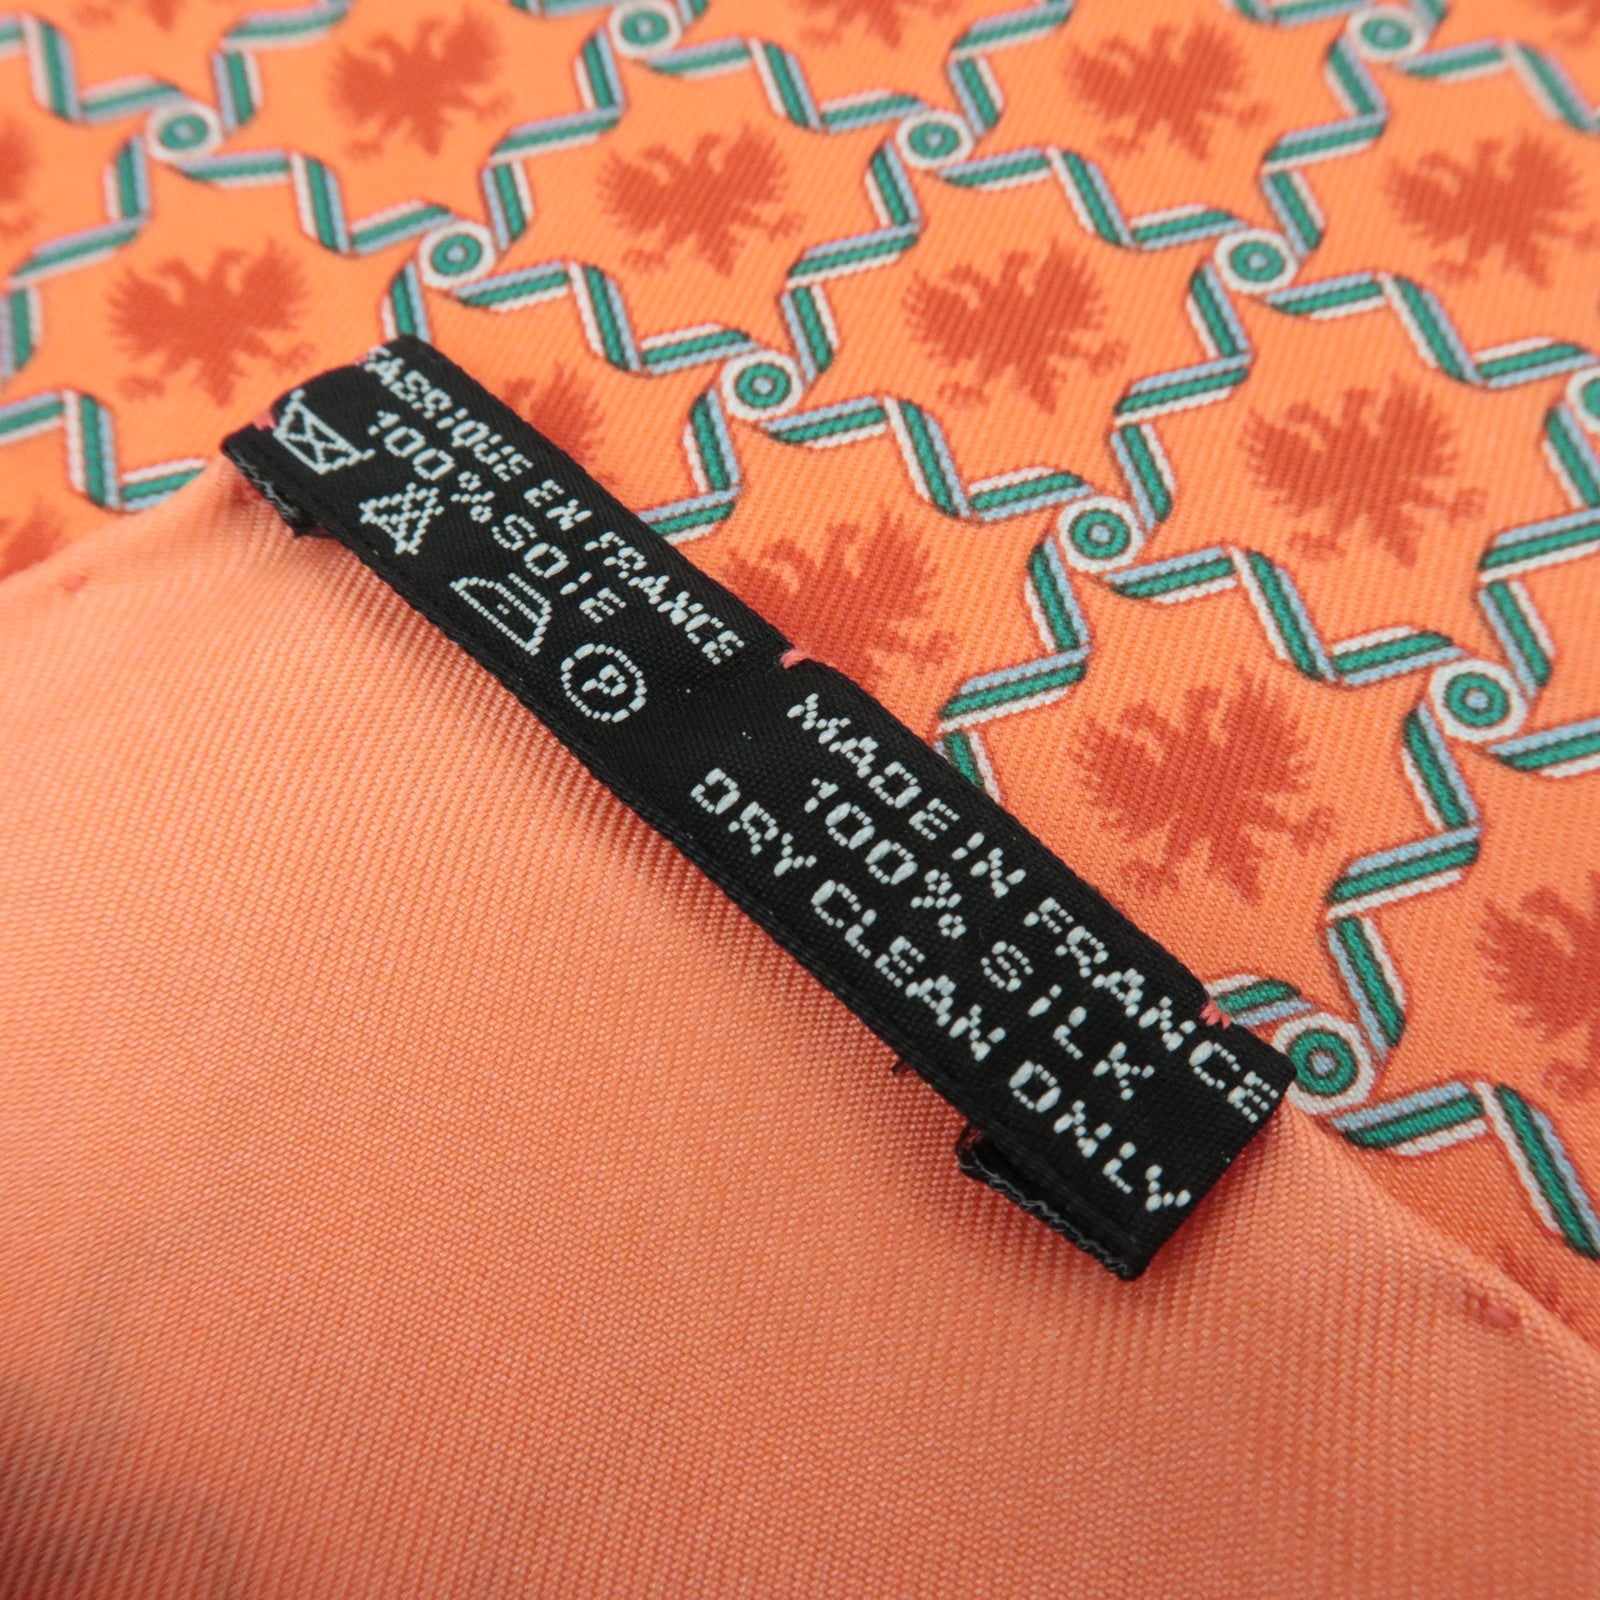 FABRIQUE EN FRANCE
100% SOIE
P
MADE IN FRANCE
100% SILK
DRY CLEAN ONLY